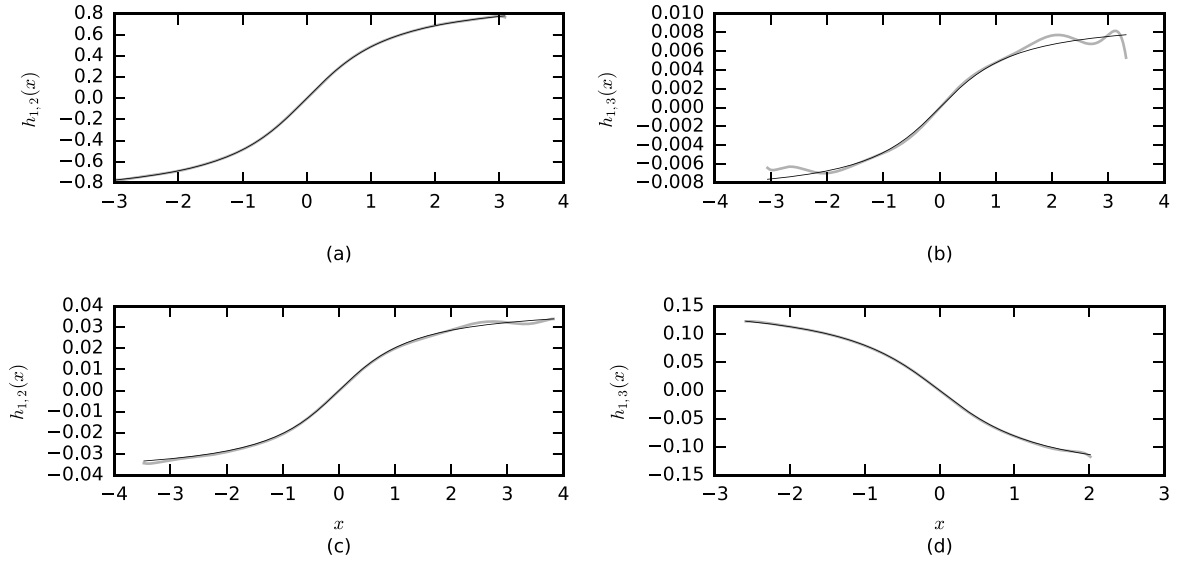 0.8
0.6
0.4
0.2
0.0
−0.2
−0.4
−0.6
−0.8
h1,2(x)
−3 −2 −1 0 1 2 3 4
(a)
0.010
0.008
0.006
0.004
0.002
0.000
−0.002
−0.004
−0.006
−0.008
h1,3(x)
−4 −3 −2 −1 0 1 2 3 4
(b)
0.04
0.03
0.02
0.01
0.00
−0.01
−0.02
−0.03
−0.04
h1,2(x)
−4 −3 −2 −1 0 1 2 3 4
x
(c)
0.15
0.10
0.05
0.00
−0.05
−0.10
−0.15
h1,3(x)
−3 −2 −1 0 1 2 3
x
(d)